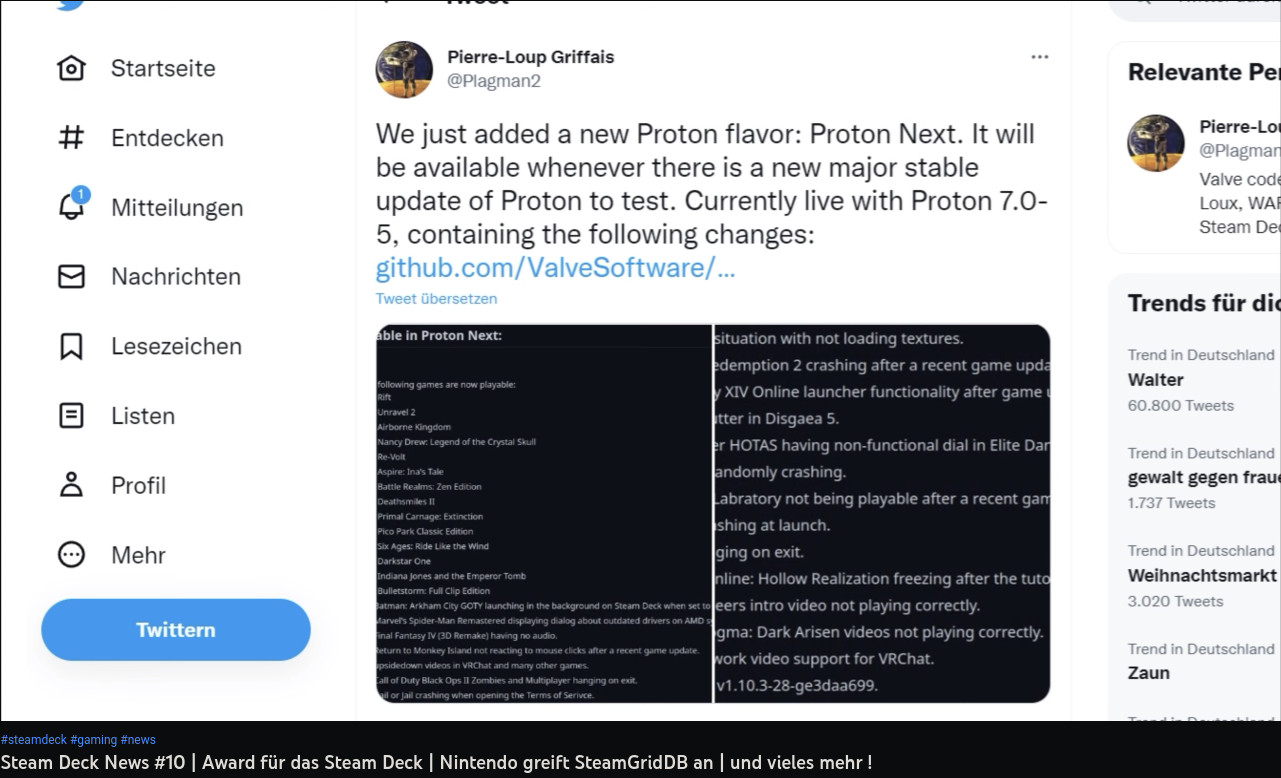 Tweet
Startseite
Entdecken
1
Mitteilungen
Nachrichten
Lesezeichen
Listen
Profil
Mehr
Twittern
Pierre-Loup Griffais
@Plagman2
We just added a new Proton flavor: Proton Next. It will
be available whenever there is a new major stable
update of Proton to test. Currently live with Proton 7.0-
5, containing the following changes:
github.com/ValveSoftware/...
Tweet übersetzen
able in Proton Next:
following games are now playable:
Rift
Unravel 2
Airborne Kingdom
Nancy Drew: Legend of the Crystal Skull
Re-Volt
Aspire: Ina's Tale
Battle Realms: Zen Edition
Deathsmiles II
Primal Carnage: Extinction
Pico Park Classic Edition
Six Ages: Ride Like the Wind
Darkstar One
Indiana Jones and the Emperor Tomb
Bulletstorm: Full Clip Edition
Batman: Arkham City GOTY launching in the background on Steam Deck when set to
Marvel's Spider-Man Remastered displaying dialog about outdated drivers on AMD
Final Fantasy IV (3D Remake) having no audio.
Return to Monkey Island not reacting to mouse clicks after a recent game update.
upsidedown videos in VRChat and many other games.
Call of Duty Black Ops II Zombies and Multiplayer hanging on exit.
ail or Jail crashing when opening the Terms of Serivce.
situation with not loading textures.
edemption 2 crashing after a recent game upda
y XIV Online launcher functionality after game
tter in Disgaea 5.
er HOTAS having non-functional dial in Elite Dan
andomly crashing.
Labratory not being playable after a recent gam
shing at launch.
ging on exit.
nline: Hollow Realization freezing after the tuto
eers intro video not playing correctly.
gma: Dark Arisen videos not playing correctly.
work video support for VRChat.
v1.10.3-28-ge3daa699.
Relevante Per
Pierre-Lou
@Plagman
Valve code
Loux, WAF
Steam Dec
Trends für dic
Trend in Deutschland
Walter
60.800 Tweets
Trend in Deutschland
gewalt gegen fraue
1.737 Tweets
Trend in Deutschland
Weihnachtsmarkt
3.020 Tweets
Trend in Deutschland
Zaun
#steamdeck #gaming #news
Steam Deck News #10 | Award für das Steam Deck | Nintendo greift SteamGridDB an | und vieles mehr !